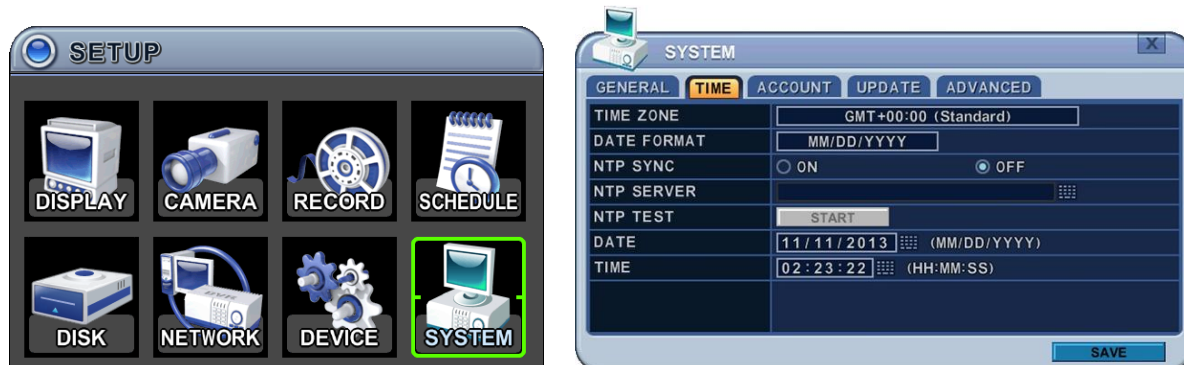 SETUP
DISPLAY CAMERA RECORD SCHEDULE
DISK NETWORK DEVICE SYSTEM
SYSTEM X
GENERAL TIME ACCOUNT UPDATE ADVANCED
TIME ZONE GMT+00:00 (Standard)
DATE FORMAT MM/DD/YYYY
NTP SYNC ON OFF
NTP SERVER
NTP TEST START
DATE 11/11/2013 (MM/DD/YYYY)
TIME 02:23:22 (HH:MM:SS)
SAVE